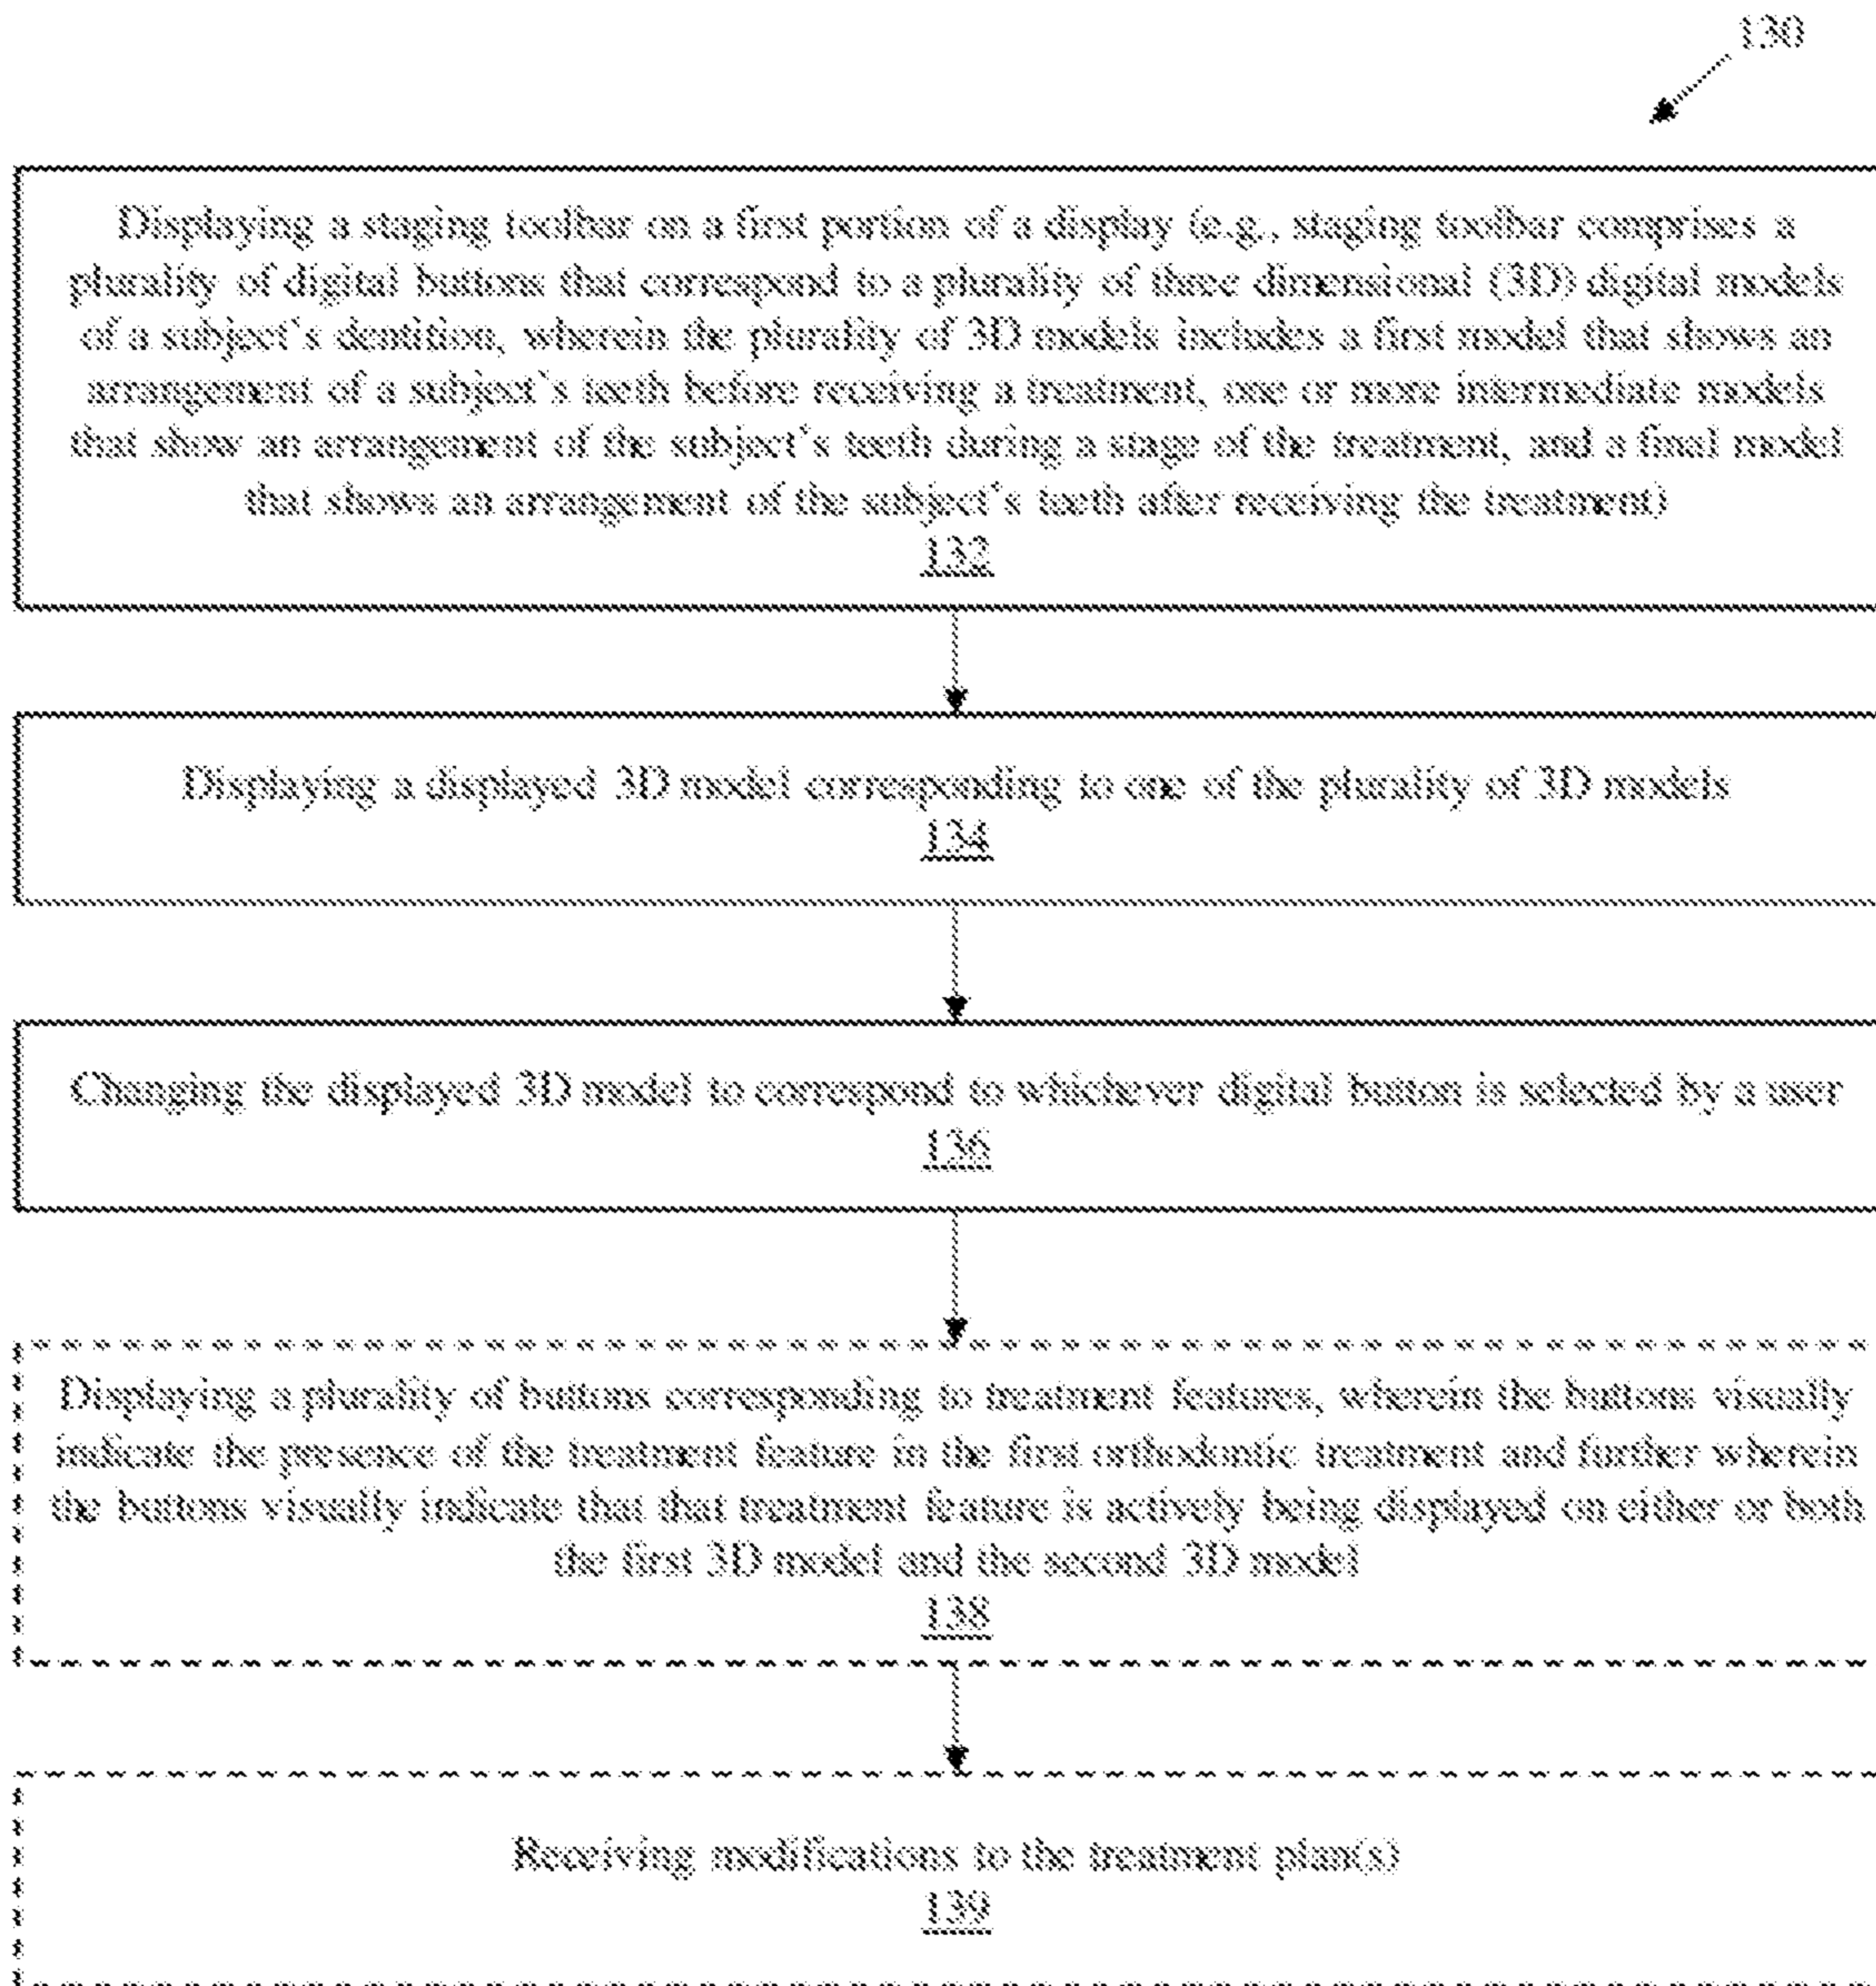 130
Displaying a staging toolbar on a first portion of a display (e.g., staging toolbar comprises a
plurality of digital buttons that correspond to a plurality of three dimensional (3D) digital models
of a subject's dentition, wherein the plurality of 3D models includes a first model that shows an
arrangement of a subject's teeth before receiving a treatment, one or more intermediate models
that show an arrangement of the subject's teeth during a stage of the treatment, and a final model
that shows an arrangement of the subject's teeth after receiving the treatment)
132
Displaying a displayed 3D model corresponding to one of the plurality of 3D models
134
Changing the displayed 3D model to correspond to whichever digital button is selected by a user
136
Displaying a plurality of buttons corresponding to treatment features, wherein the buttons visually
indicate the presence of the treatment feature in the first orthodontic treatment and further wherein
the buttons visually indicate that that treatment feature is actively being displayed on either or both
the first 3D model and the second 3D model
138
Receiving modifications to the treatment plan(s)
139